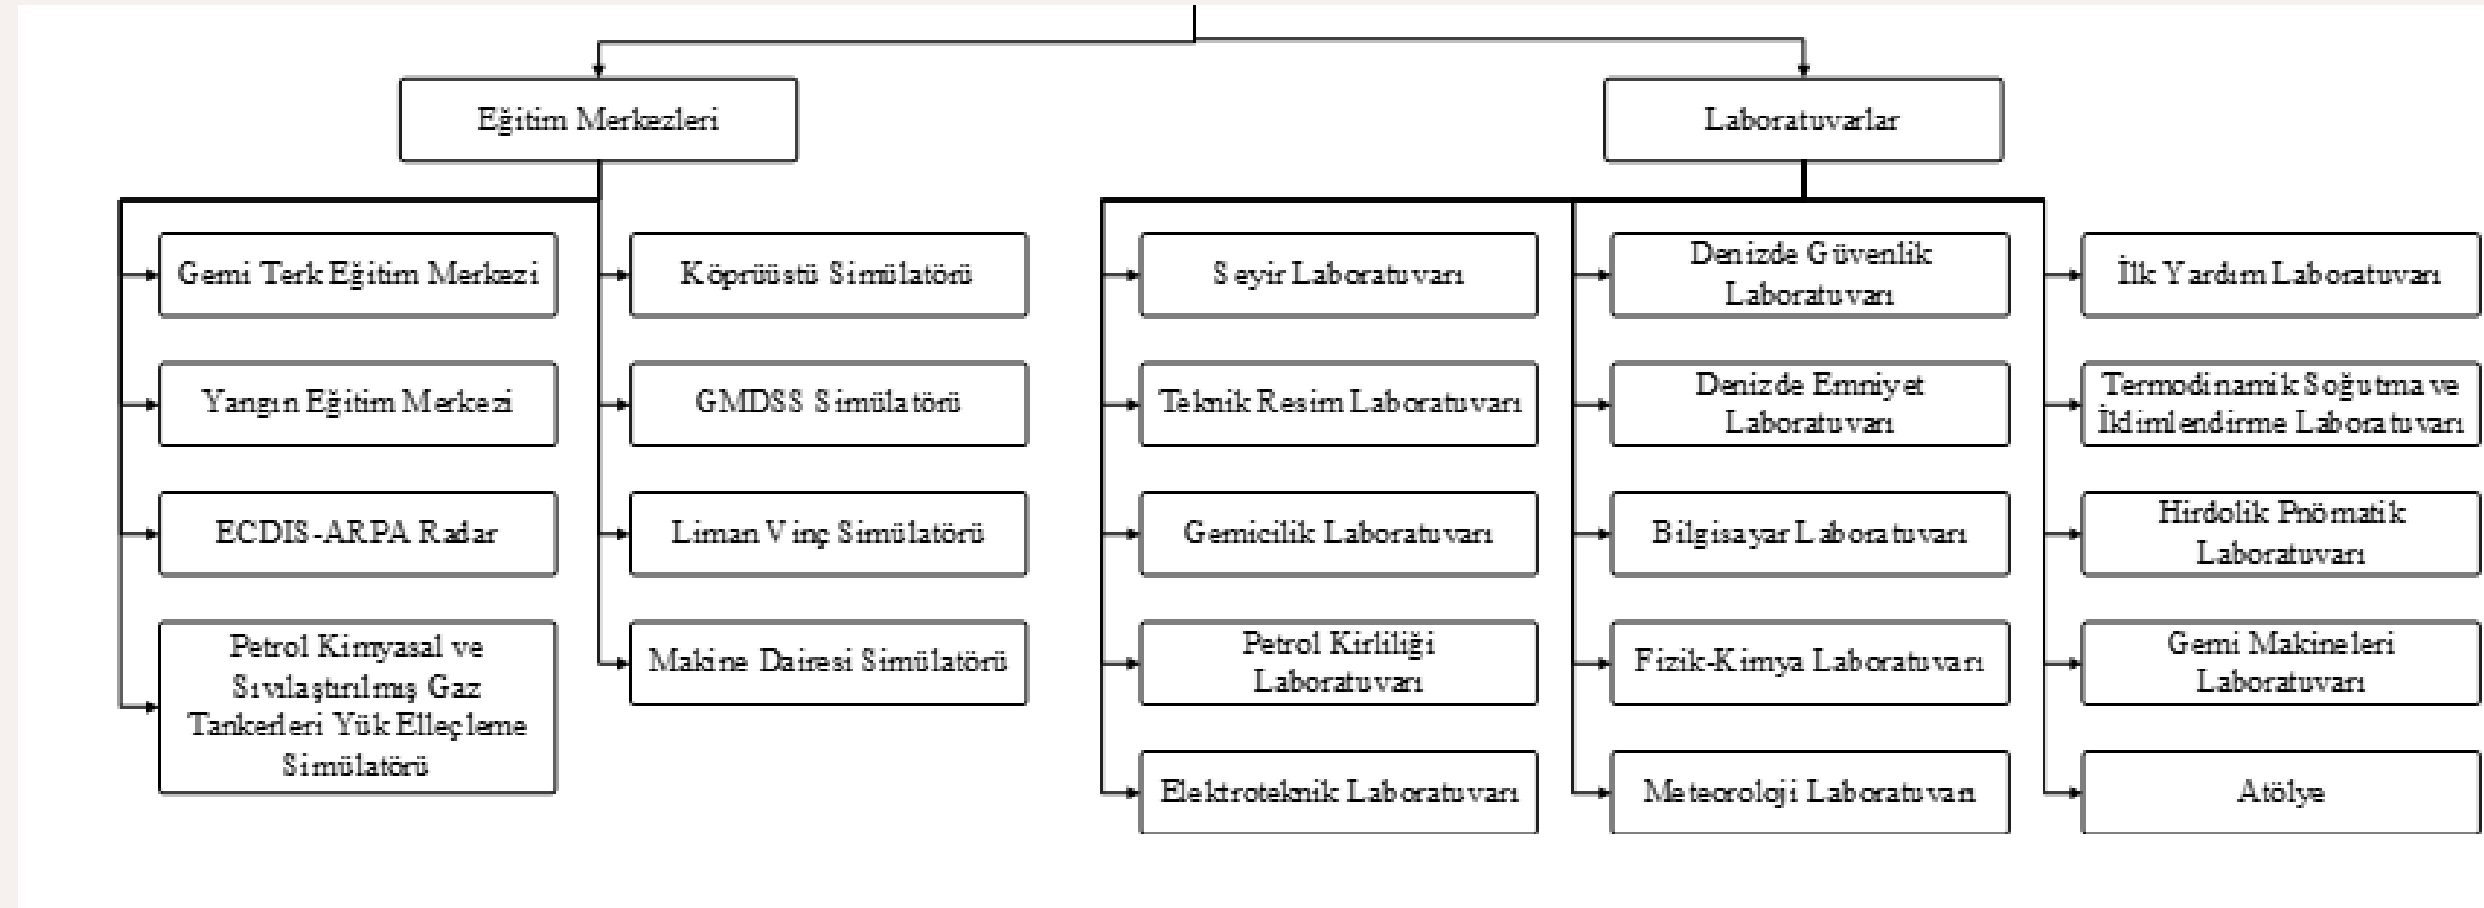 Eğitim Merkezleri
Laboratuvarlar
Gemi Terk Eğitim Merkezi
Yangın Eğitim Merkezi
ECDIS-ARPA Radar
Petrol Kimyasal ve
Sıvılaştırılmış Gaz
Tankerleri Yük Elleçleme
Simülatörü
Köprüüstü Simülatörü
GMDSS Simülatörü
Liman Vinç Simülatörü
Makine Dairesi Simülatörü
Seyir Laboratuvarı
Teknik Resim Laboratuvarı
Gemicilik Laboratuvarı
Petrol Kirliliği
Laboratuvarı
Elektroteknik Laboratuvarı
Denizde Güvenlik
Laboratuvarı
Denizde Emniyet
Laboratuvarı
Bilgisayar Laboratuvarı
Fizik-Kimya Laboratuvarı
Meteoroloji Laboratuvarı
İlk Yardım Laboratuvarı
Termodinamik Soğutma ve
İklimlendirme Laboratuvarı
Hirdolik Pnömatik
Laboratuvarı
Gemi Makineleri
Laboratuvarı
Atölye